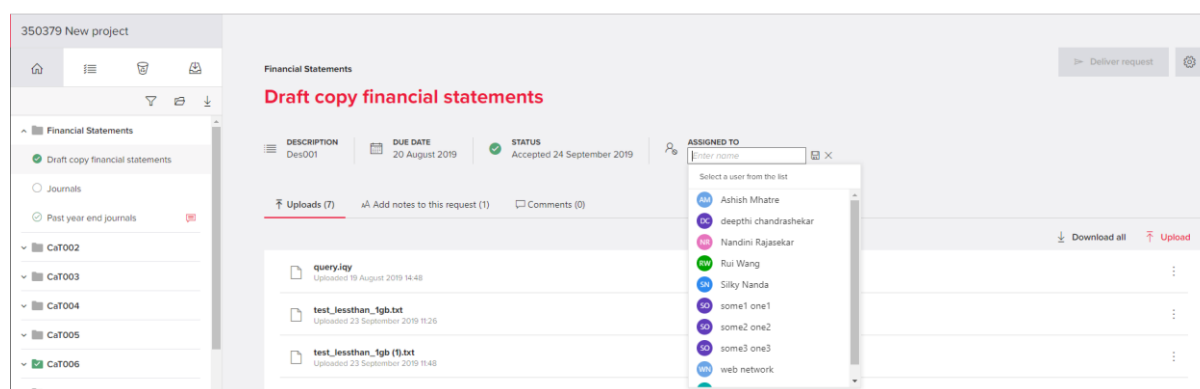 350379 New project
Deliver request
Financial Statements
Draft copy financial statements
Financial Statements
Draft copy financial statements
Journals
Past year end journals
CaT002
CaT003
CaT004
CaT005
CaT006
DESCRIPTION
Des001
DUE DATE
20 August 2019
STATUS
Accepted 24 September 2019
ASSIGNED TO
Enter name
Select a user from the list
AM Ashish Mhatre
DC deepthi chandrashekar
NR Nandini Rajasekar
RW Rui Wang
SN Silky Nanda
SO some1 one1
SO some2 one2
SO some3 one3
WN web network
Uploads (7)
Add notes to this request (1)
Comments (0)
Download all
Upload
query.iqy
Uploaded 19 August 2019 14:48
test_lessthan_1gb.txt
Uploaded 23 September 2019 11:26
test_lessthan_1gb (1).txt
Uploaded 23 September 2019 11:48